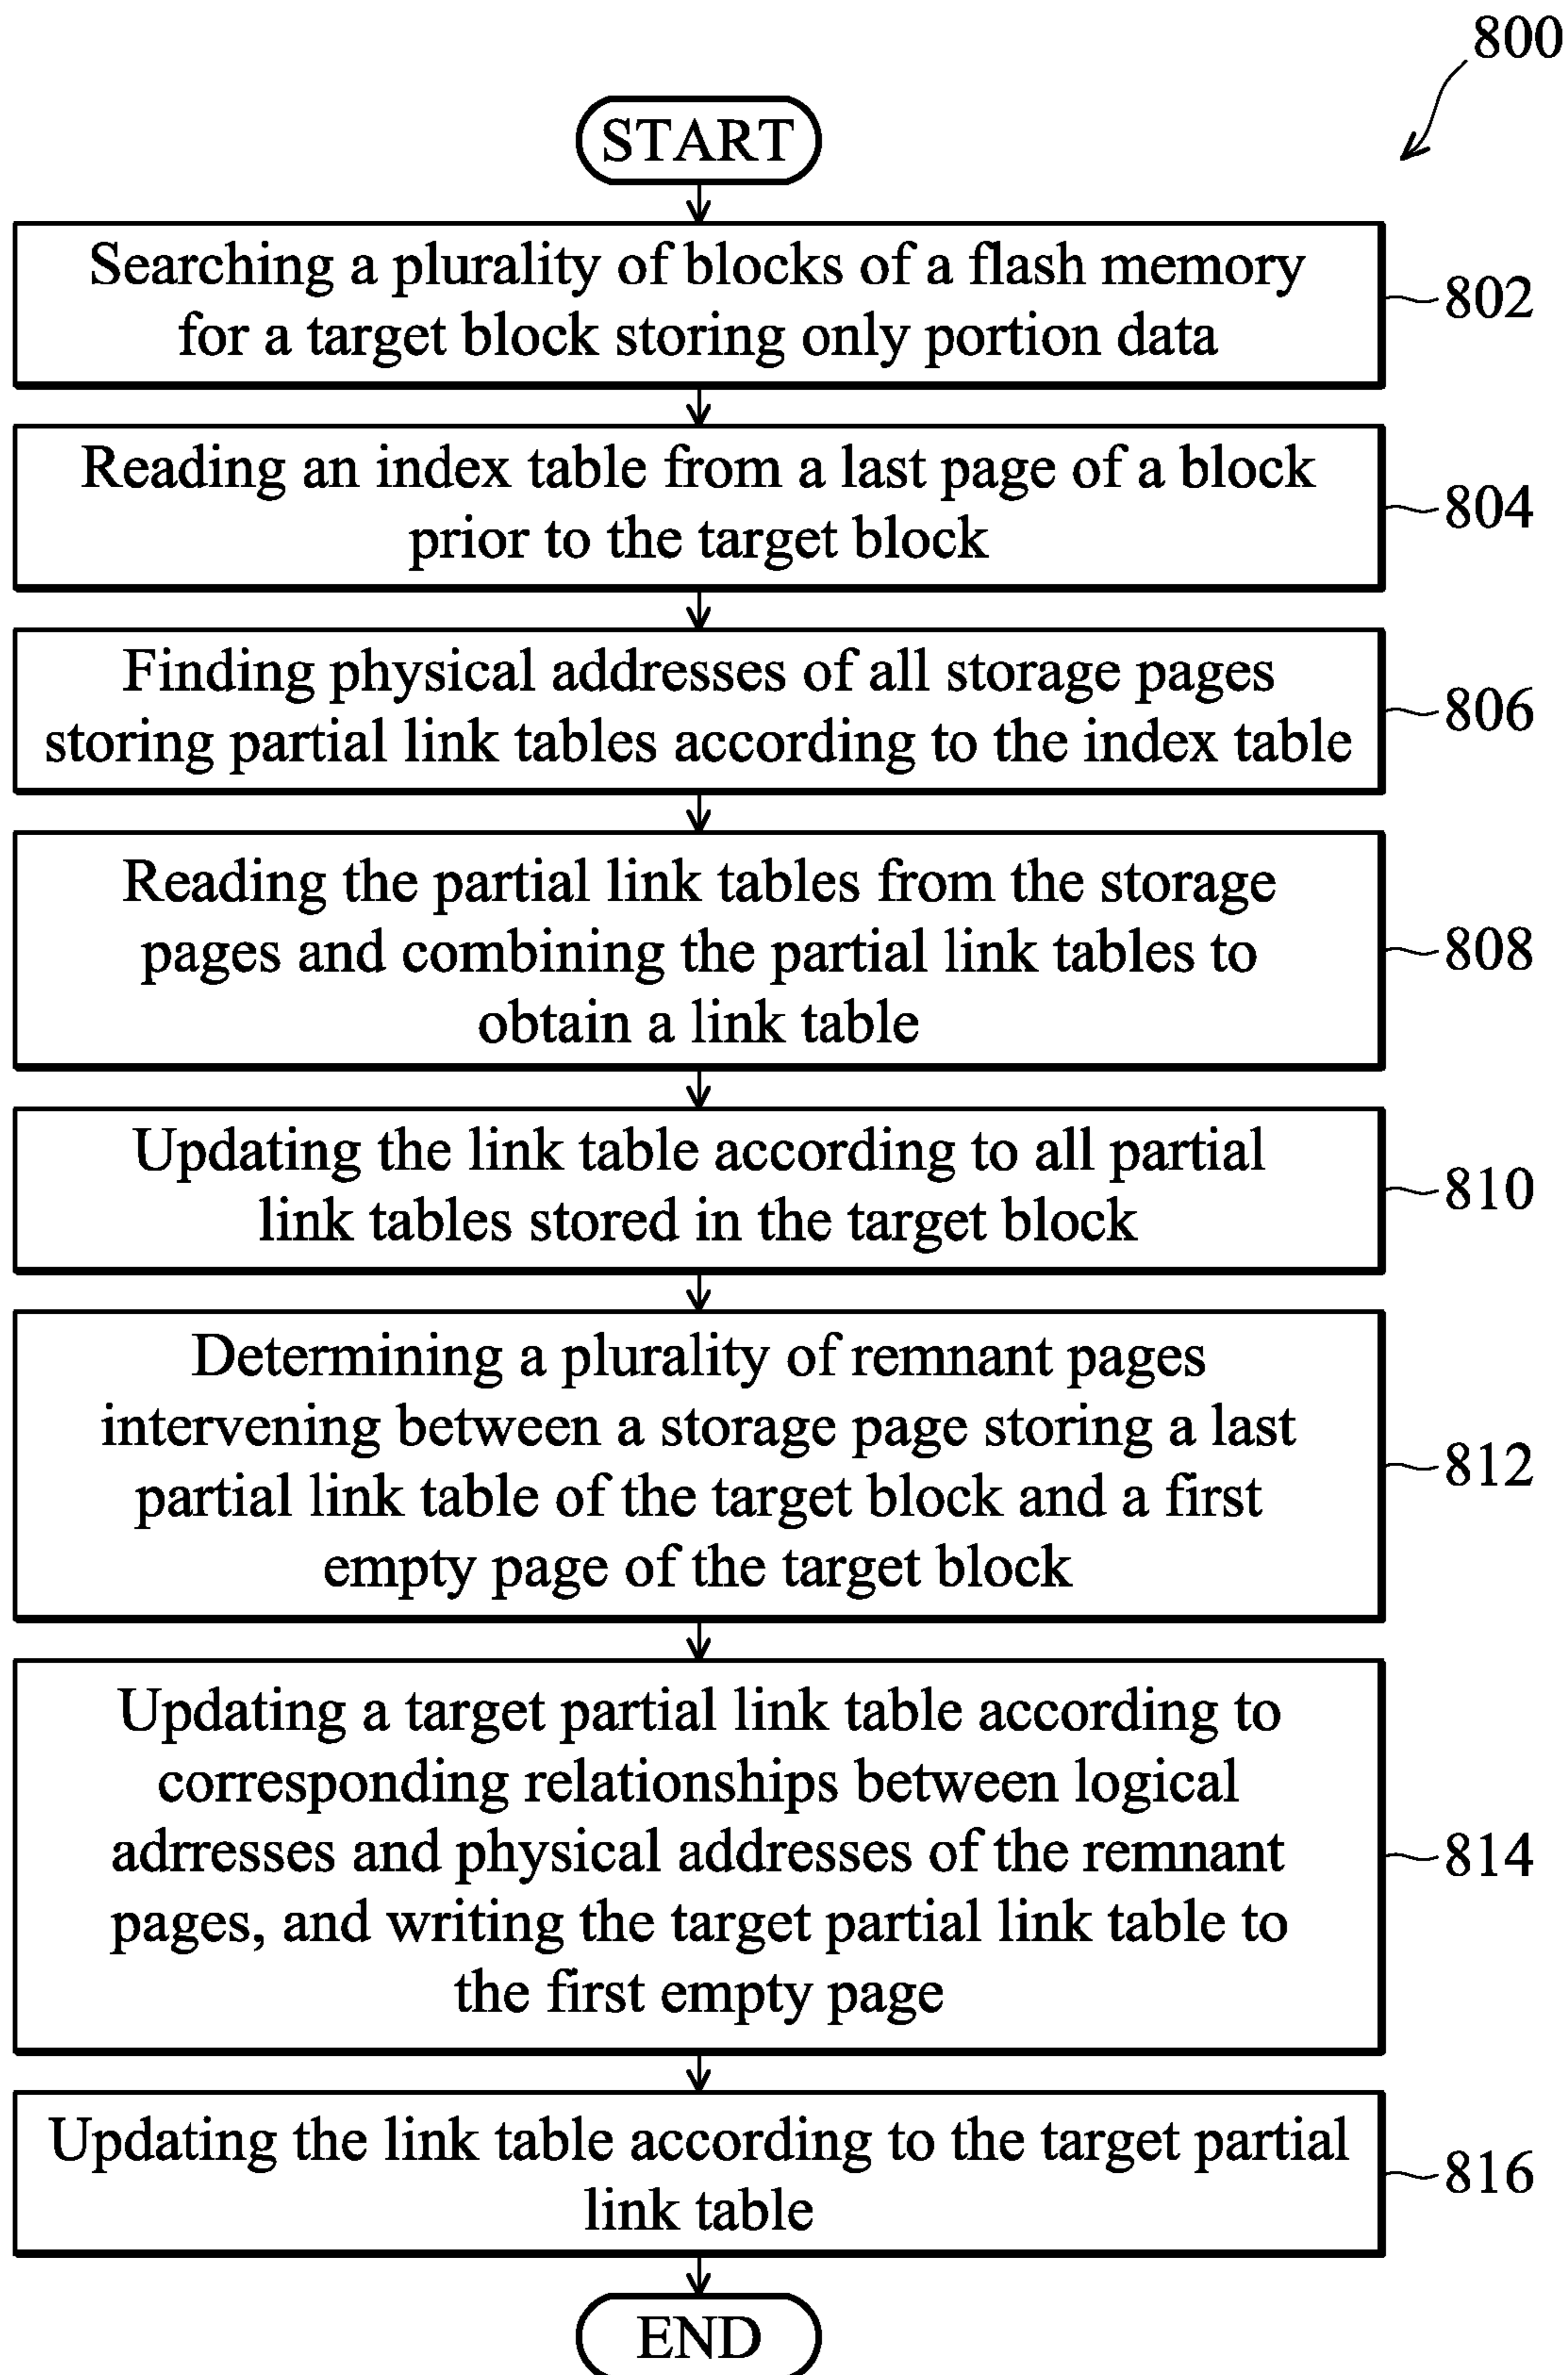 800
START
Searching a plurality of blocks of a flash memory
for a target block storing only portion data
802
Reading an index table from a last page of a block
prior to the target block
804
Finding physical addresses of all storage pages
storing partial link tables according to the index table
806
Reading the partial link tables from the storage
pages and combining the partial link tables to
obtain a link table
808
Updating the link table according to all partial
link tables stored in the target block
810
Determining a plurality of remnant pages
intervening between a storage page storing a last
partial link table of the target block and a first
empty page of the target block
812
Updating a target partial link table according to
corresponding relationships between logical
adrresses and physical addresses of the remnant
pages, and writing the target partial link table to
the first empty page
814
Updating the link table according to the target partial
link table
816
END